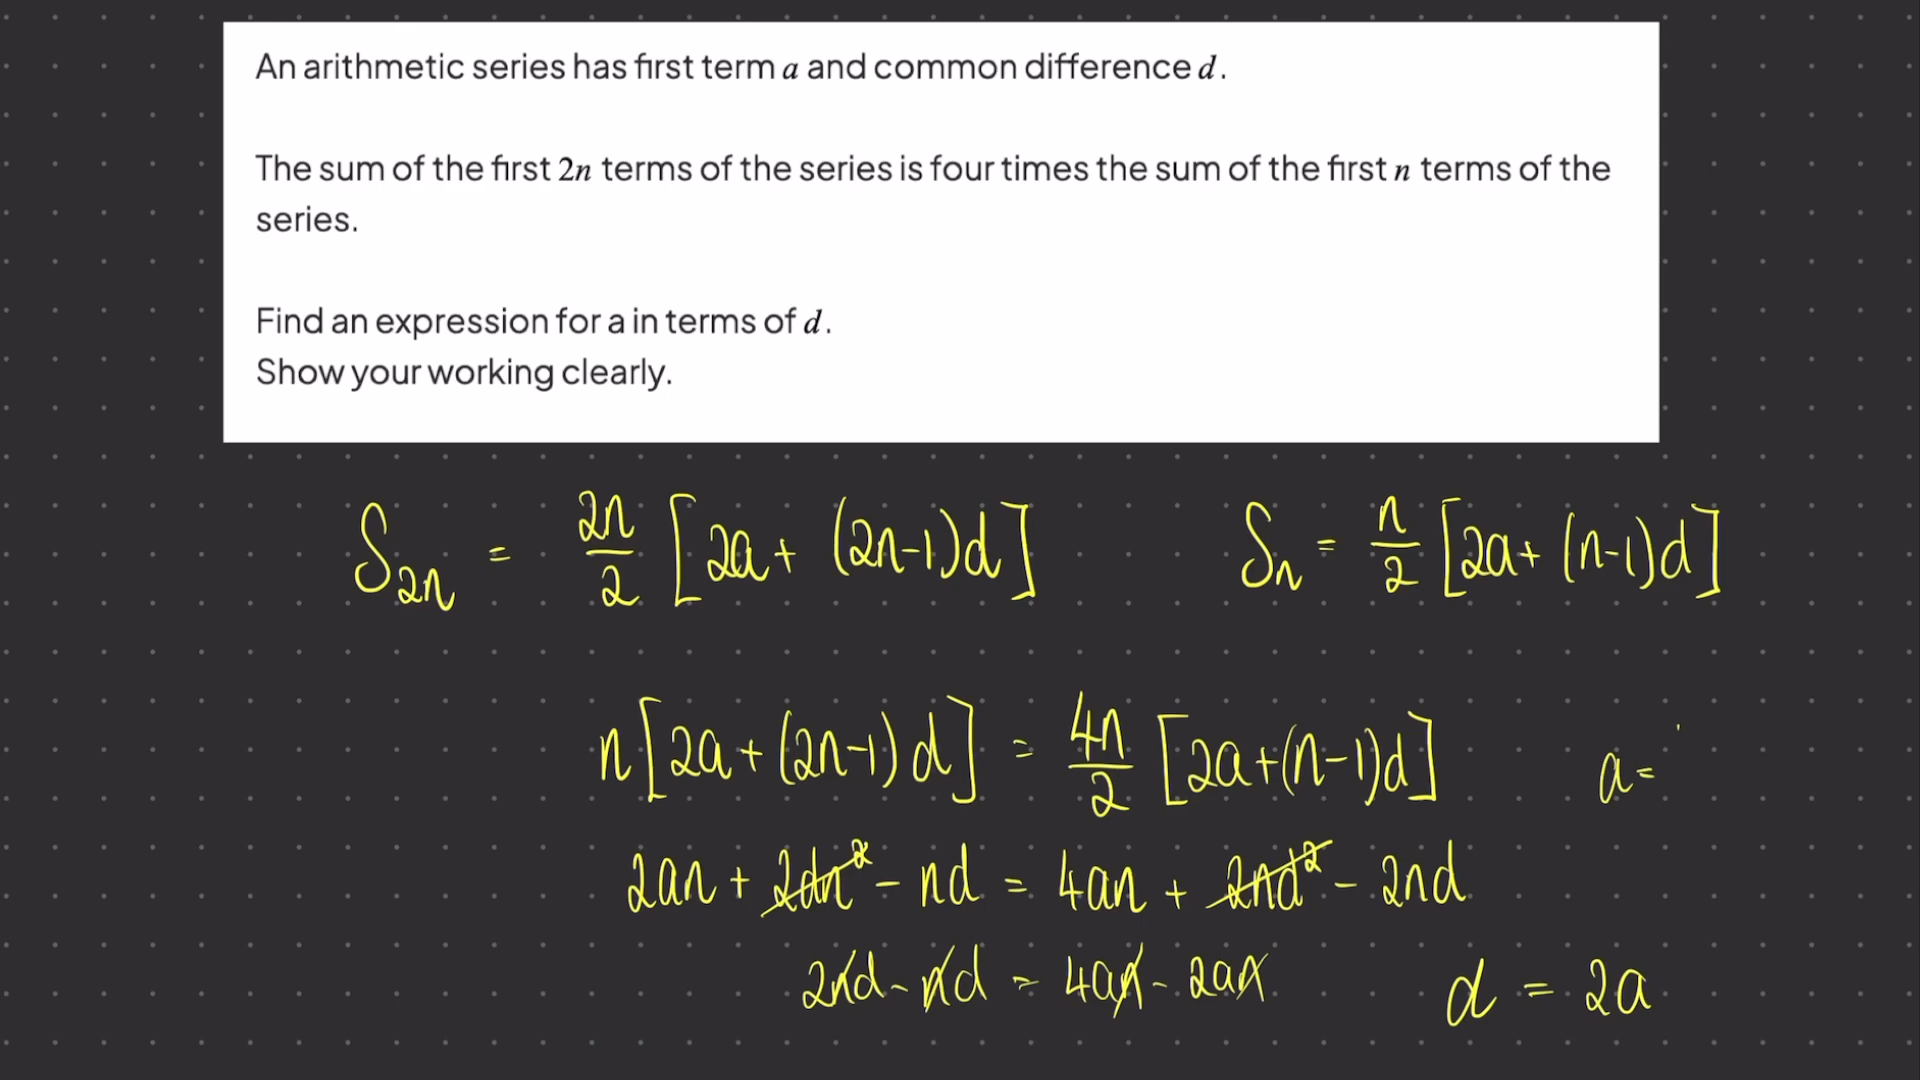 An arithmetic series has first term a and common difference d.
The sum of the first 2n terms of the series is four times the sum of the first n terms of the
series.
Find an expression for a in terms of d.
Show your working clearly.
S₂ₙ = 2n/2 [2a + (2n-1)d]
Sₙ = n/2 [2a + (n-1)d]
n[2a + (2n-1)d] = 4n/2 [2a + (n-1)d]
a =
2an + 2dn² - nd = 4an + 2nd² - 2nd
2nd - nd = 4an - 2an
d = 2a